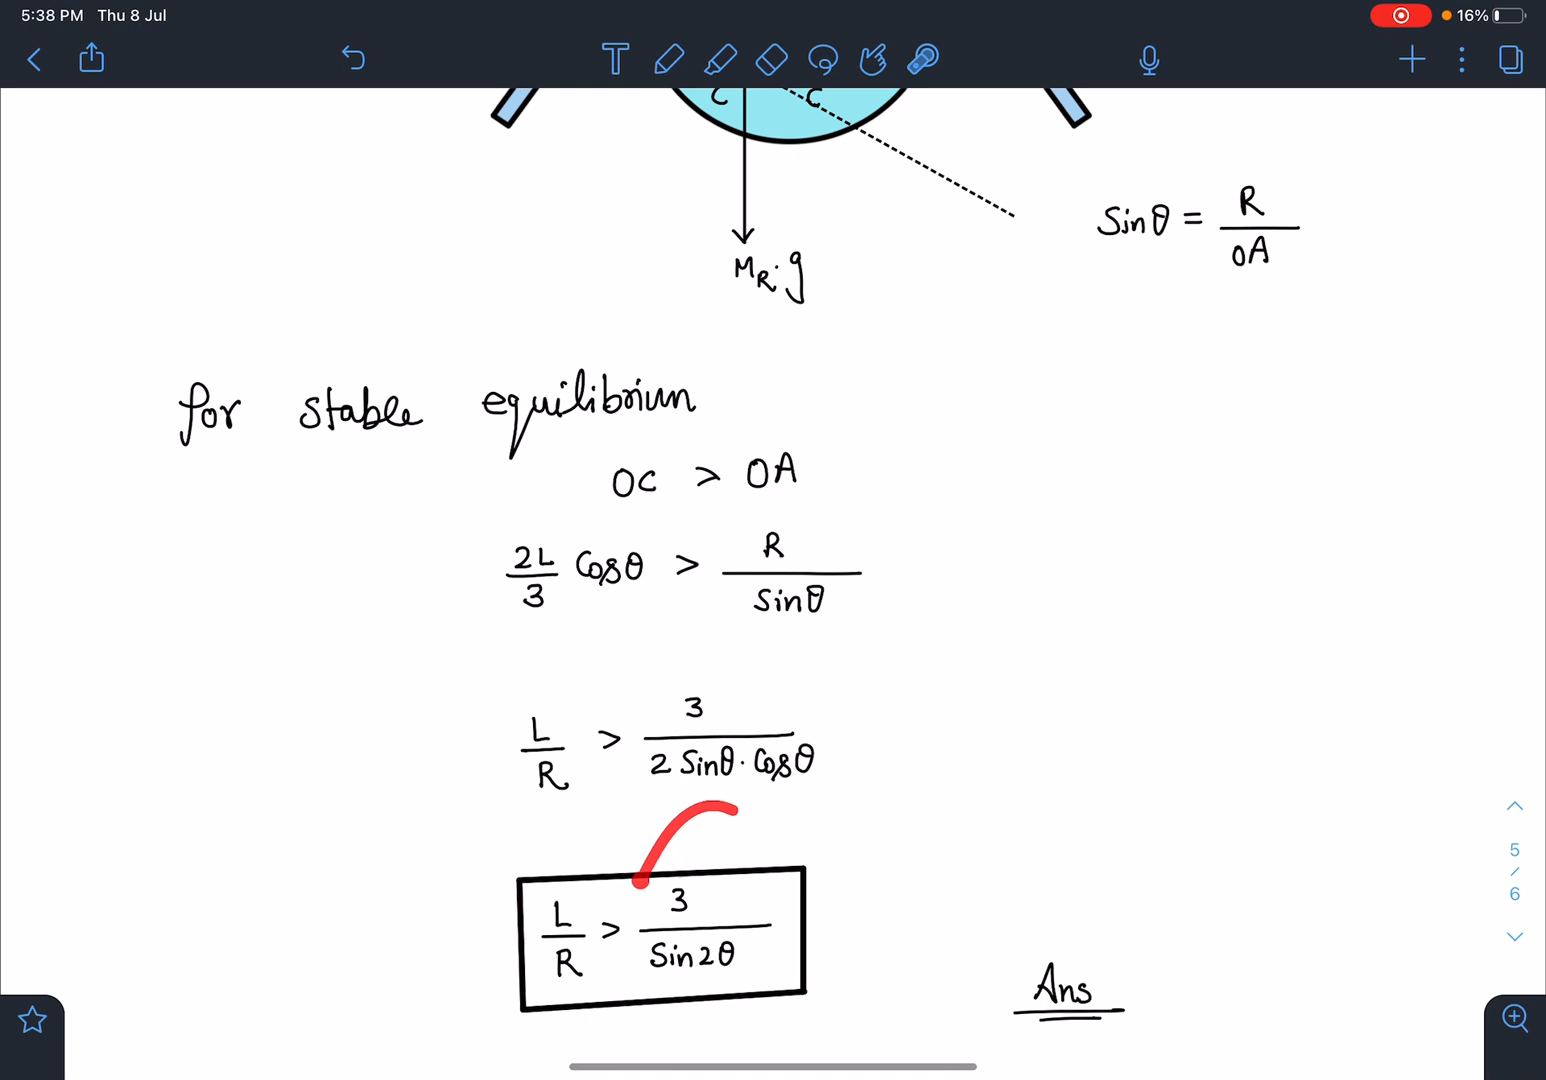 5:38 PM Thu 8 Jul
16%
T
C C
M_R·g
Sinθ = R / OA
for stable equilibrium
OC > OA
2L/3 Cosθ > R / Sinθ
L/R > 3 / 2 Sinθ·Cosθ
L/R > 3 / Sin2θ
Ans
5
/
6